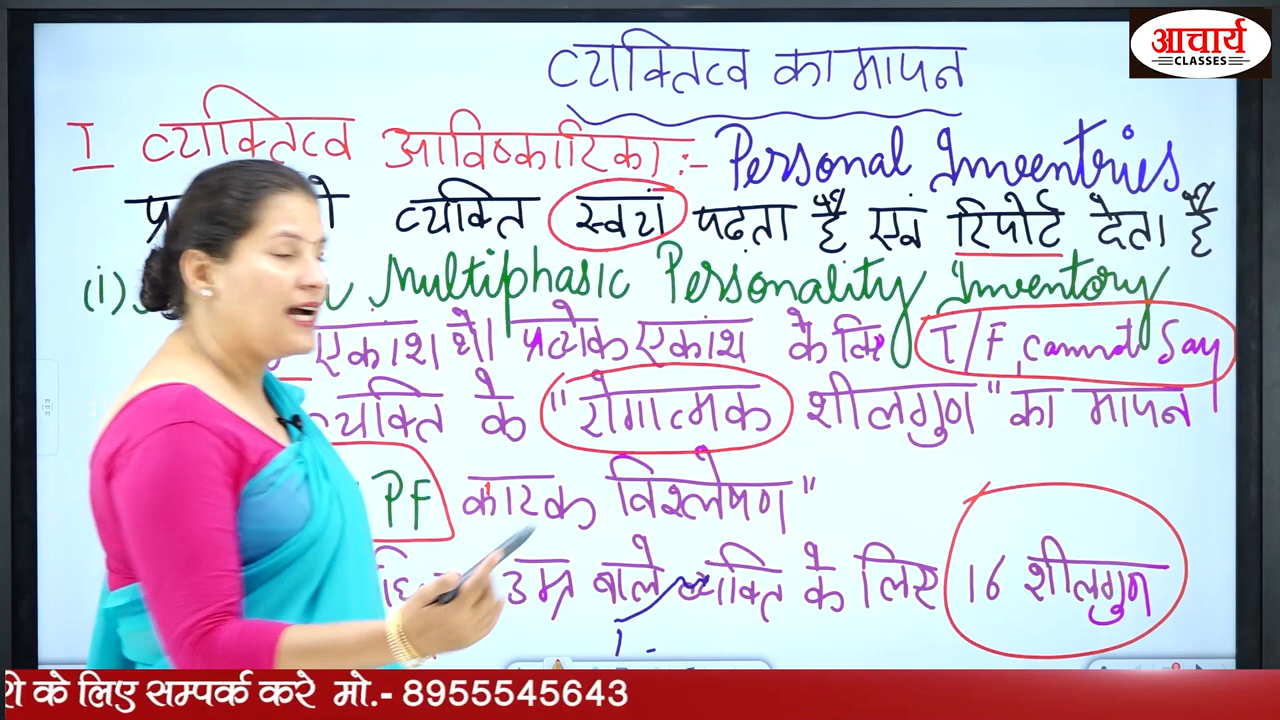 आचार्य
CLASSES
व्यक्तित्व का मापन
I व्यक्तित्व आविष्कारिका :- Personal Inventries
व्यक्ति स्वयं पढ़ता है एवं रिपोर्ट देता है
(i) Multiphasic Personality Inventory
एकांश थे। प्रत्येक एकांश के लिए T/F, cannot Say
व्यक्ति के "रोगात्मक शीलगुण" का मापन
PF कारक विश्लेषण"
उम्र वाले व्यक्ति के लिए 16 शीलगुण
1.
के लिए सम्पर्क करे मो.- 8955545643